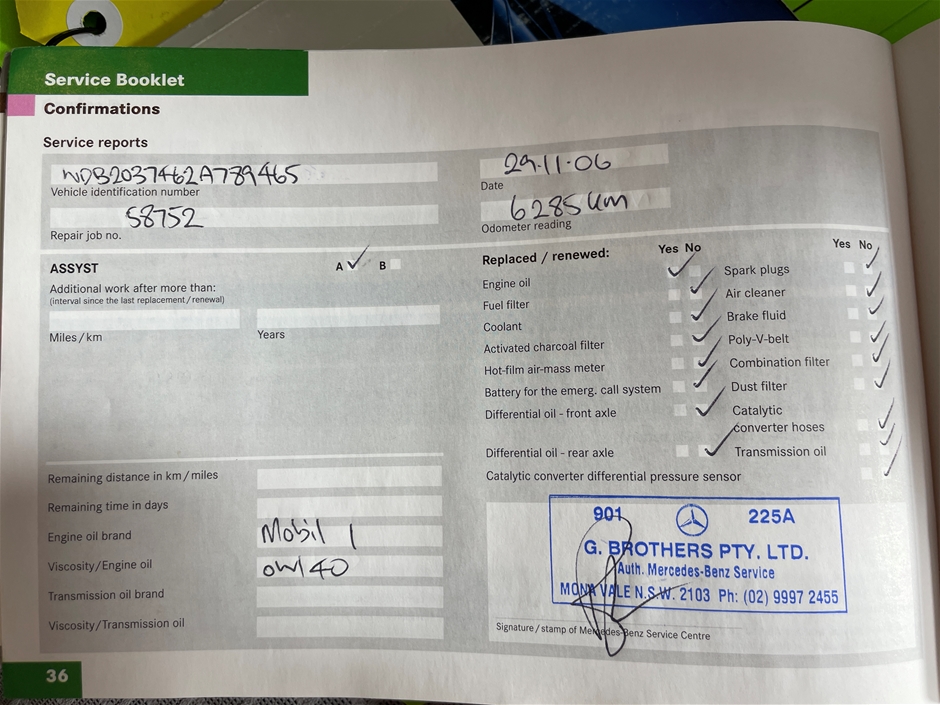 Service Booklet
Confirmations
Service reports
WDB2037462A789465
Vehicle identification number
29.11.06
Date
58752
Repair job no.
6285 km
Odometer reading
ASSYST
A ✓ B
Additional work after more than:
(interval since the last replacement/renewal)
Miles/km Years
Replaced / renewed: Yes No Yes No
Engine oil ✓ Spark plugs ✓
Fuel filter ✓ Air cleaner ✓
Coolant ✓ Brake fluid ✓
Activated charcoal filter ✓ Poly-V-belt ✓
Hot-film air-mass meter ✓ Combination filter ✓
Battery for the emerg. call system ✓ Dust filter ✓
Differential oil - front axle ✓ Catalytic
converter hoses ✓
Differential oil - rear axle ✓ Transmission oil ✓
Catalytic converter differential pressure sensor ✓
Remaining distance in km/miles
Remaining time in days
Engine oil brand Mobil 1
Viscosity/Engine oil 0w/40
Transmission oil brand
Viscosity/Transmission oil
901 225A
G. BROTHERS PTY. LTD.
Auth. Mercedes-Benz Service
MONA VALE N.S.W. 2103 Ph: (02) 9997 2455
Signature/stamp of Mercedes-Benz Service Centre
36